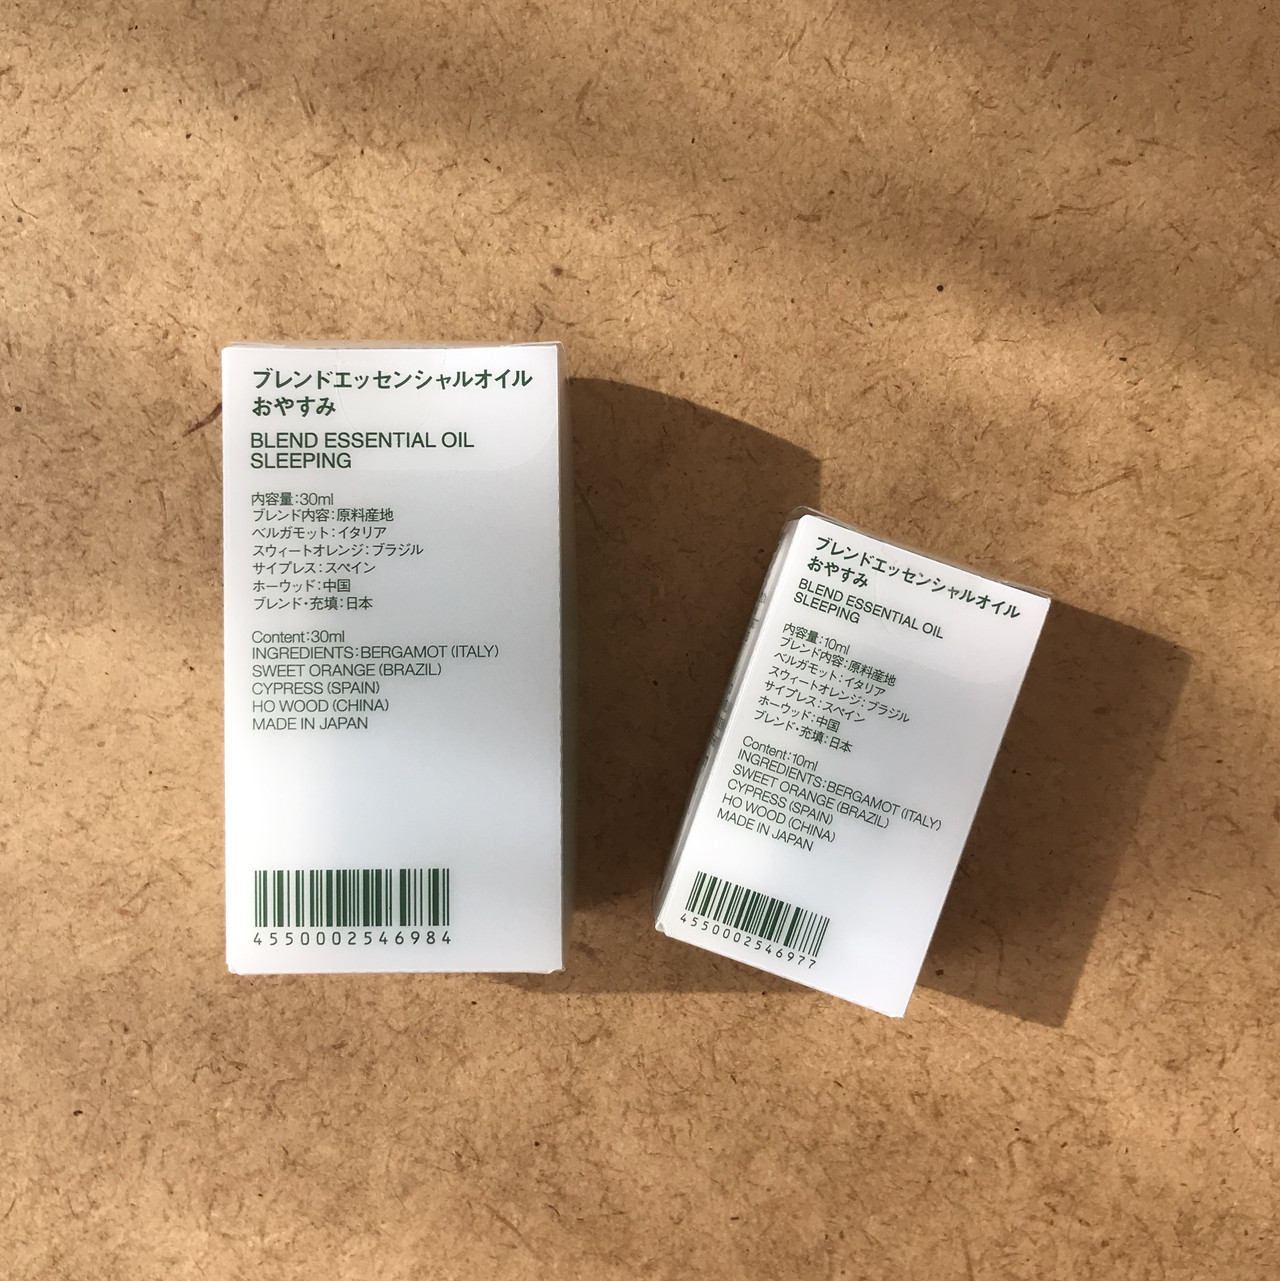 ブレンドエッセンシャルオイル
おやすみ
BLEND ESSENTIAL OIL
SLEEPING
内容量:30ml
ブレンド内容:原料産地
ベルガモット:イタリア
スウィートオレンジ:ブラジル
サイプレス:スペイン
ホーウッド:中国
ブレンド・充填:日本
Content:30ml
INGREDIENTS:BERGAMOT (ITALY)
SWEET ORANGE (BRAZIL)
CYPRESS (SPAIN)
HO WOOD (CHINA)
MADE IN JAPAN
4550002546984
ブレンドエッセンシャルオイル
おやすみ
BLEND ESSENTIAL OIL
SLEEPING
内容量:10ml
ブレンド内容:原料産地
ベルガモット:イタリア
スウィートオレンジ:ブラジル
サイプレス:スペイン
ホーウッド:中国
ブレンド・充填:日本
Content:10ml
INGREDIENTS:BERGAMOT (ITALY)
SWEET ORANGE (BRAZIL)
CYPRESS (SPAIN)
HO WOOD (CHINA)
MADE IN JAPAN
4550002546977